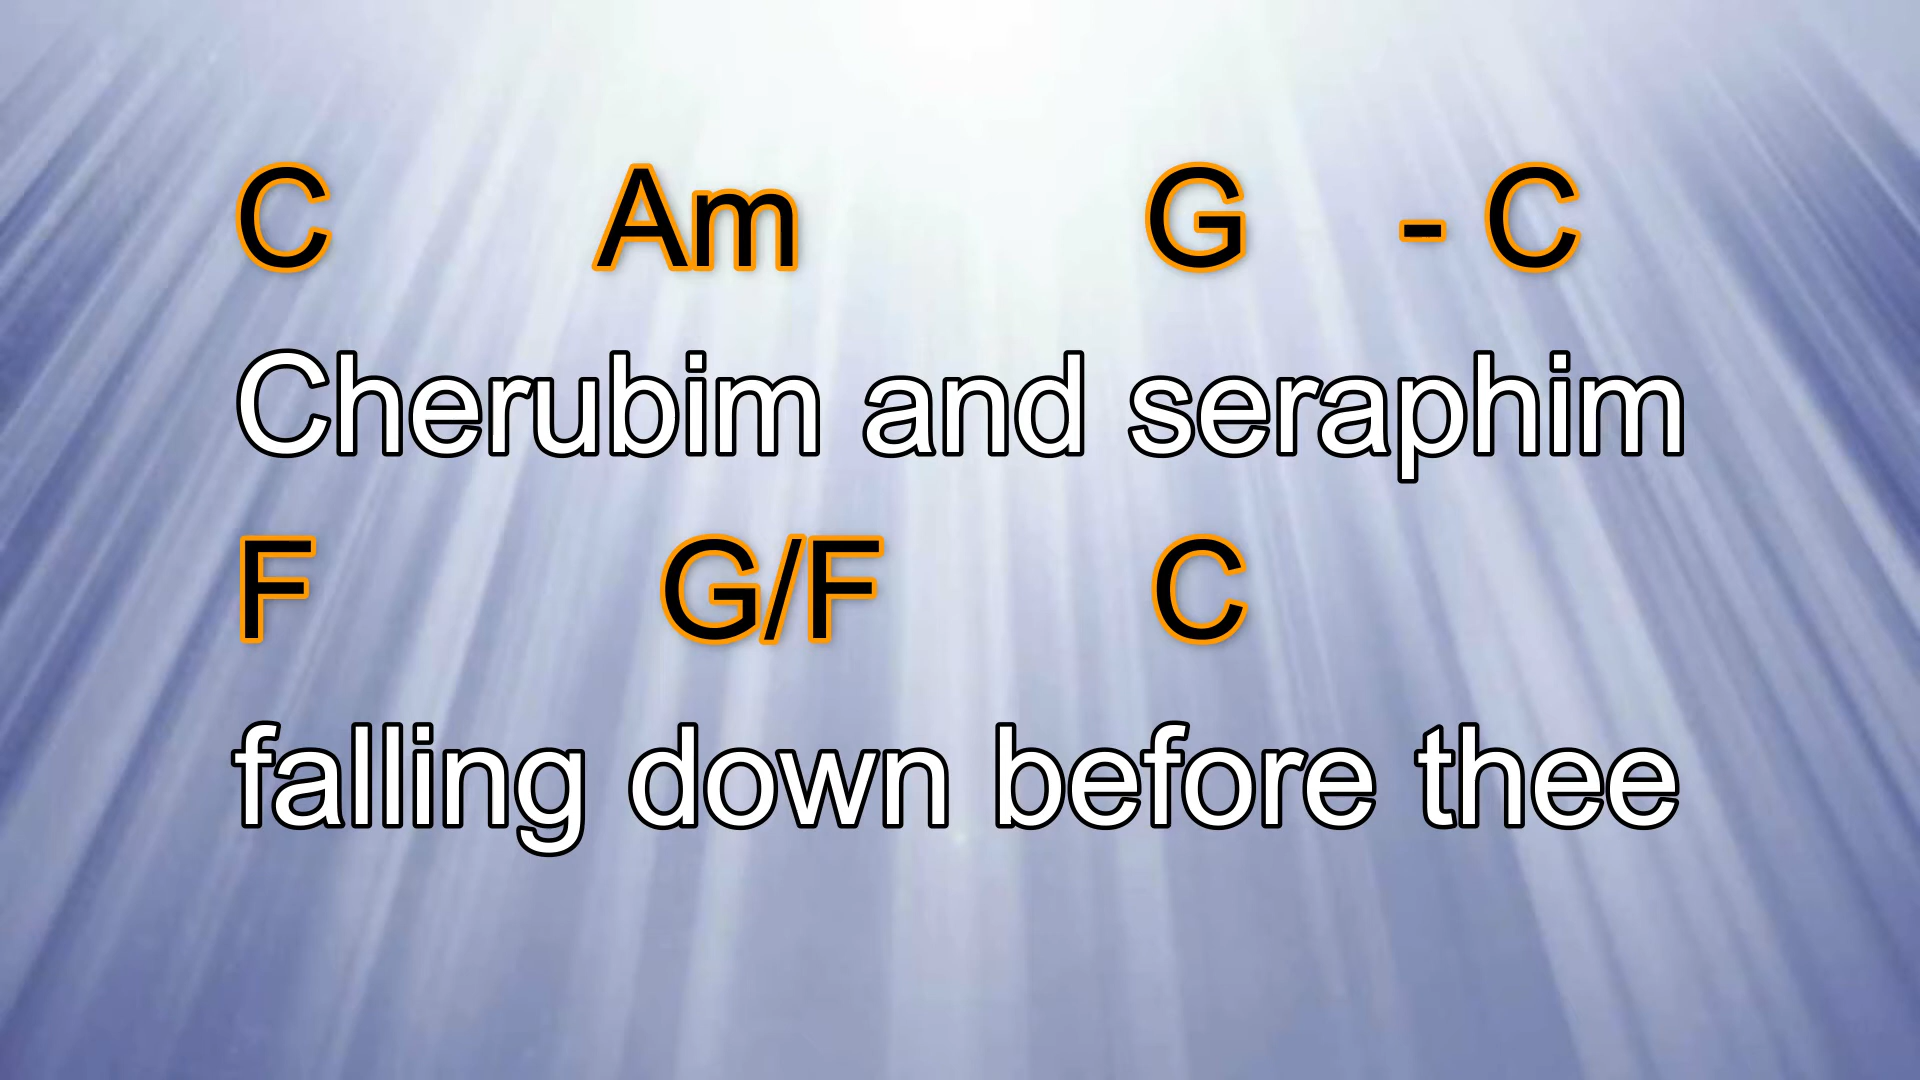 C Am G - C
Cherubim and seraphim
F G/F C
falling down before thee